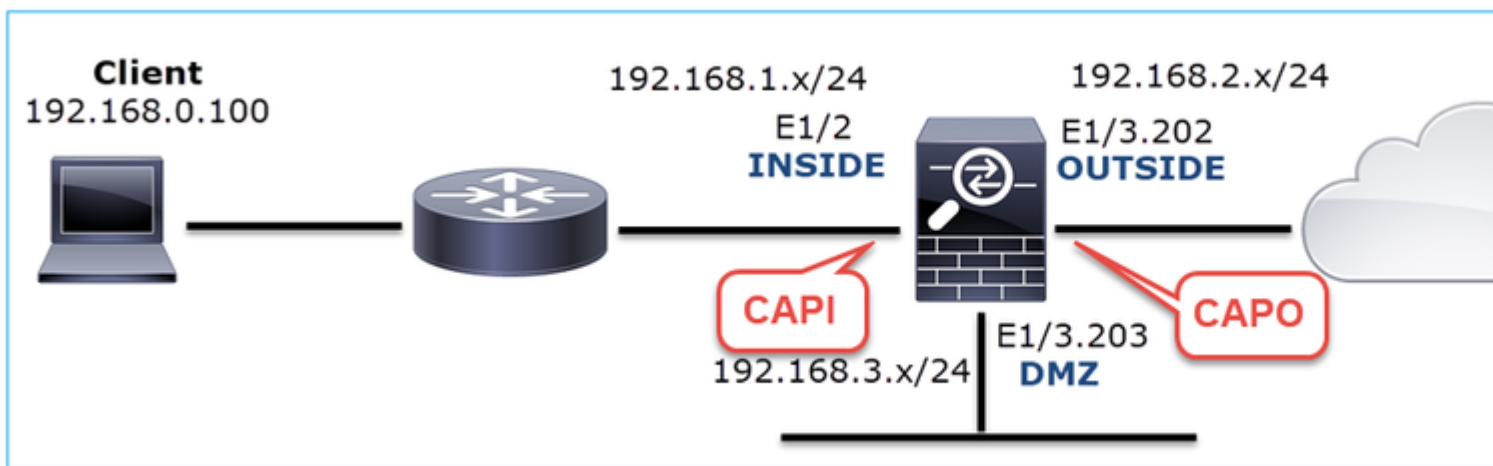 Client
192.168.0.100
192.168.1.x/24
E1/2
INSIDE
192.168.2.x/24
E1/3.202
OUTSIDE
CAPI
CAPO
E1/3.203
192.168.3.x/24
DMZ